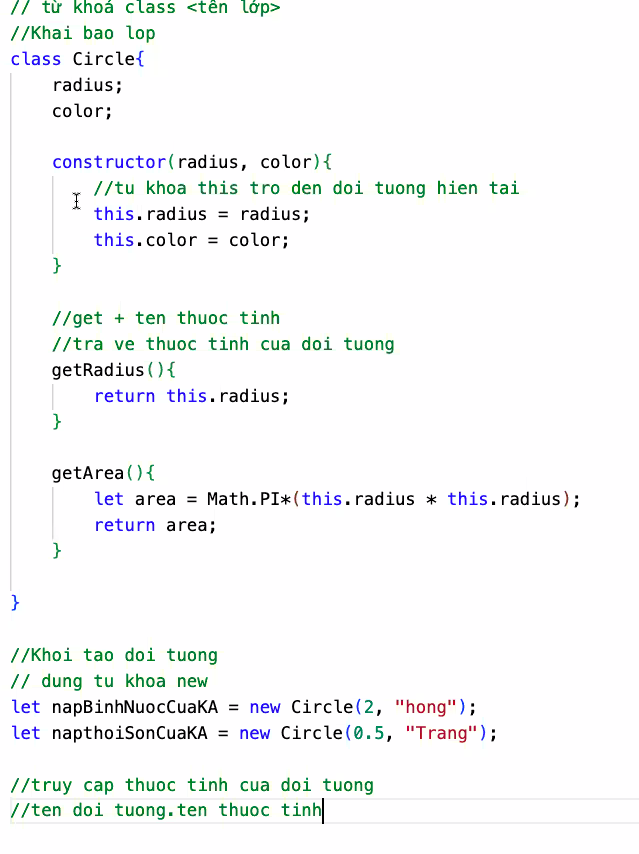 // từ khoá class <tên lớp>
//Khai bao lop
class Circle{
radius;
color;
constructor(radius, color){
//tu khoa this tro den doi tuong hien tai
this.radius = radius;
this.color = color;
}
//get + ten thuoc tinh
//tra ve thuoc tinh cua doi tuong
getRadius(){
return this.radius;
}
getArea(){
let area = Math.PI*(this.radius * this.radius);
return area;
}
}
//Khoi tao doi tuong
// dung tu khoa new
let napBinhNuocCuaKA = new Circle(2, "hong");
let napthoiSonCuaKA = new Circle(0.5, "Trang");
//truy cap thuoc tinh cua doi tuong
//ten doi tuong.ten thuoc tinh